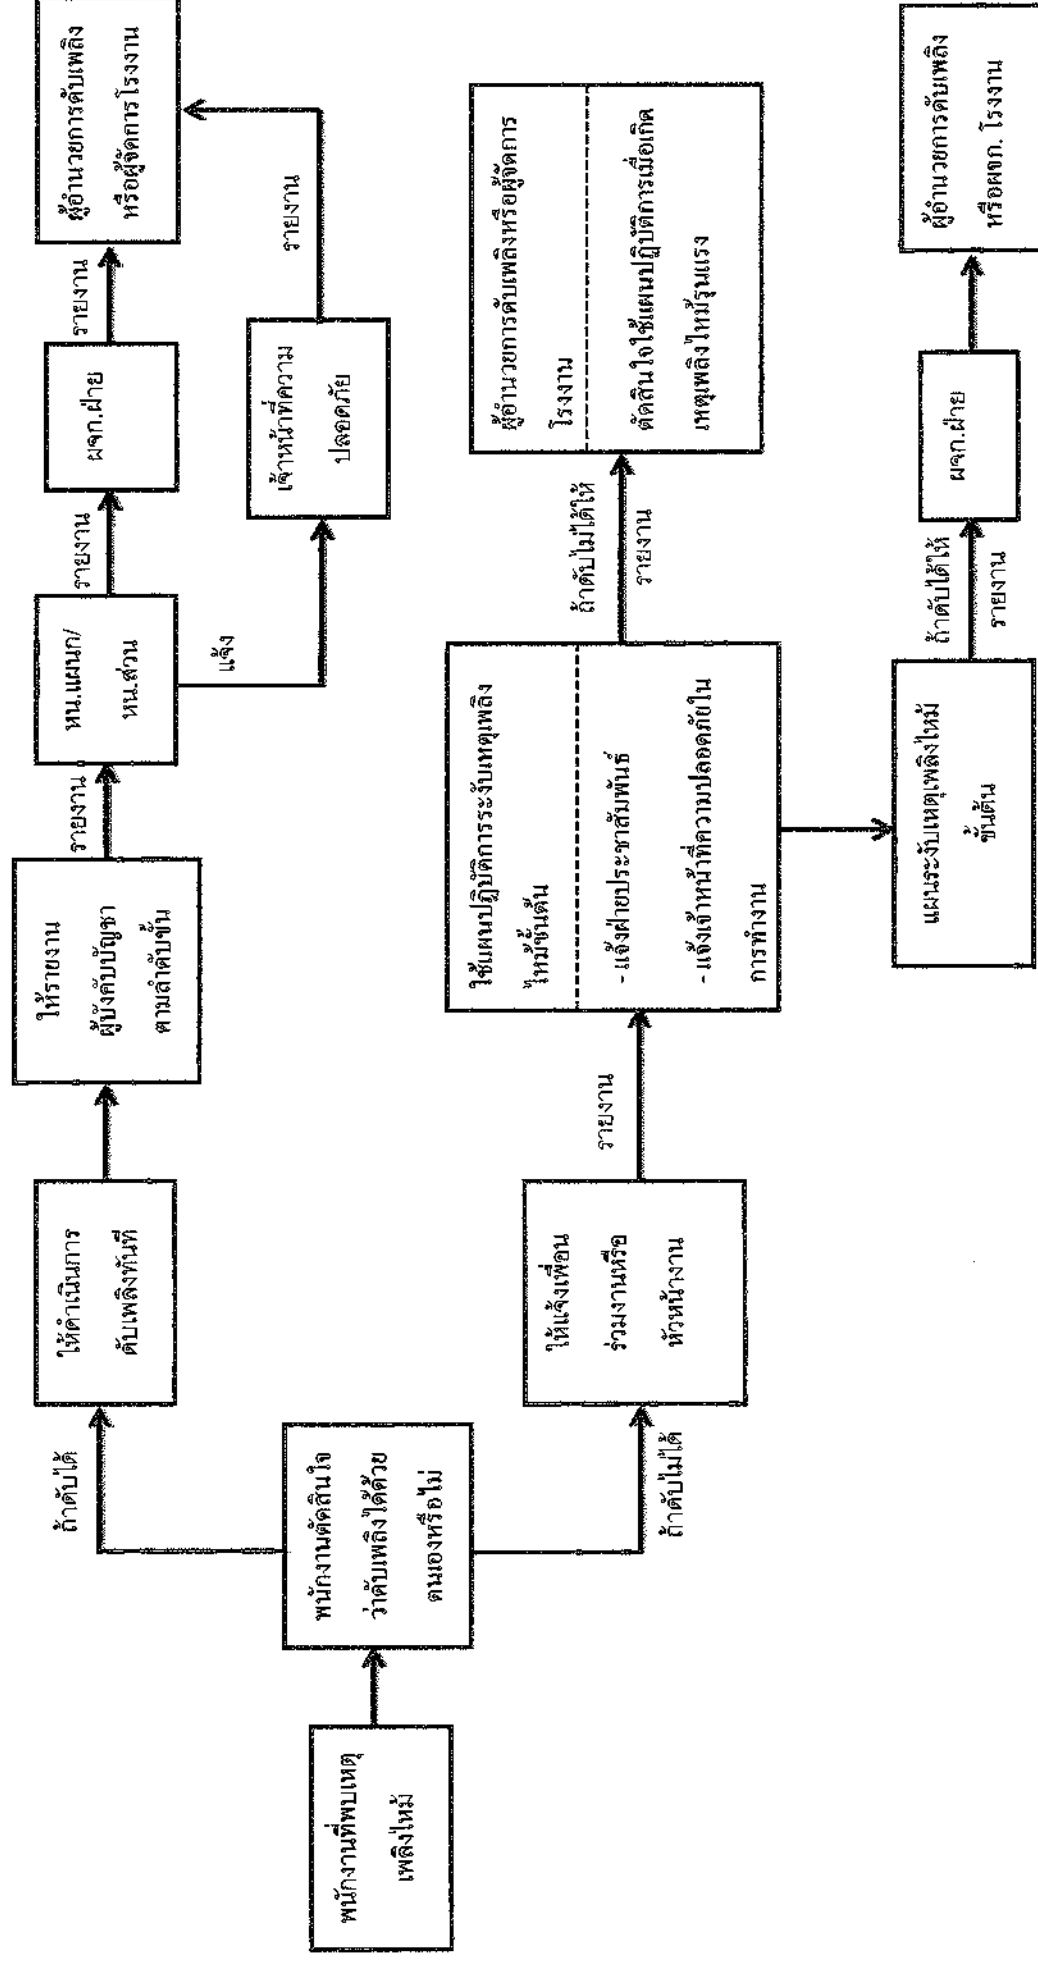 พนักงานที่พบเหตุ
เพลิงไหม้
พนักงานตัดสินใจ
ว่าดับเพลิงได้ด้วย
ตนเองหรือไม่
ถ้าดับได้
ให้ดำเนินการ
ดับเพลิงทันที
ให้รายงาน
ผู้บังคับบัญชา
ตามลำดับชั้น
รายงาน
หน.แผนก/
หน.ส่วน
รายงาน
ผจก.ฝ่าย
รายงาน
ผู้อำนวยการดับเพลิง
หรือผู้จัดการโรงงาน
แจ้ง
เจ้าหน้าที่ความ
ปลอดภัย
รายงาน
ถ้าดับไม่ได้
ให้แจ้งเพื่อน
ร่วมงานหรือ
หัวหน้างาน
รายงาน
ใช้แผนปฏิบัติการระงับเหตุเพลิง
ไหม้ขั้นต้น
- แจ้งฝ่ายประชาสัมพันธ์
- แจ้งเจ้าหน้าที่ความปลอดภัยใน
การทำงาน
ถ้าดับไม่ได้ให้
รายงาน
ผู้อำนวยการดับเพลิงหรือผู้จัดการ
โรงงาน
ตัดสินใจใช้แผนปฏิบัติการเมื่อเกิด
เหตุเพลิงไหม้รุนแรง
แผนระงับเหตุเพลิงไหม้
ขั้นต้น
ถ้าดับได้ให้
รายงาน
ผจก.ฝ่าย
ผู้อำนวยการดับเพลิง
หรือผจก. โรงงาน